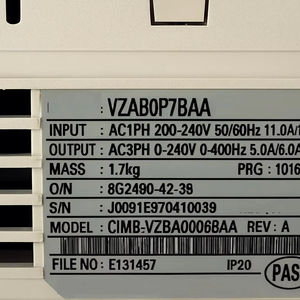 : VZAB0P7BAA
INPUT : AC1PH 200-240V 50/60Hz 11.0A/1
OUTPUT : AC3PH 0-240V 0-400Hz 5.0A/6.0A
MASS : 1.7kg PRG : 1016
O/N : 8G2490-42-39
S/N : J0091E970410039
MODEL : CIMB-VZBA0006BAA REV : A
FILE NO : E131457 IP20 PAS